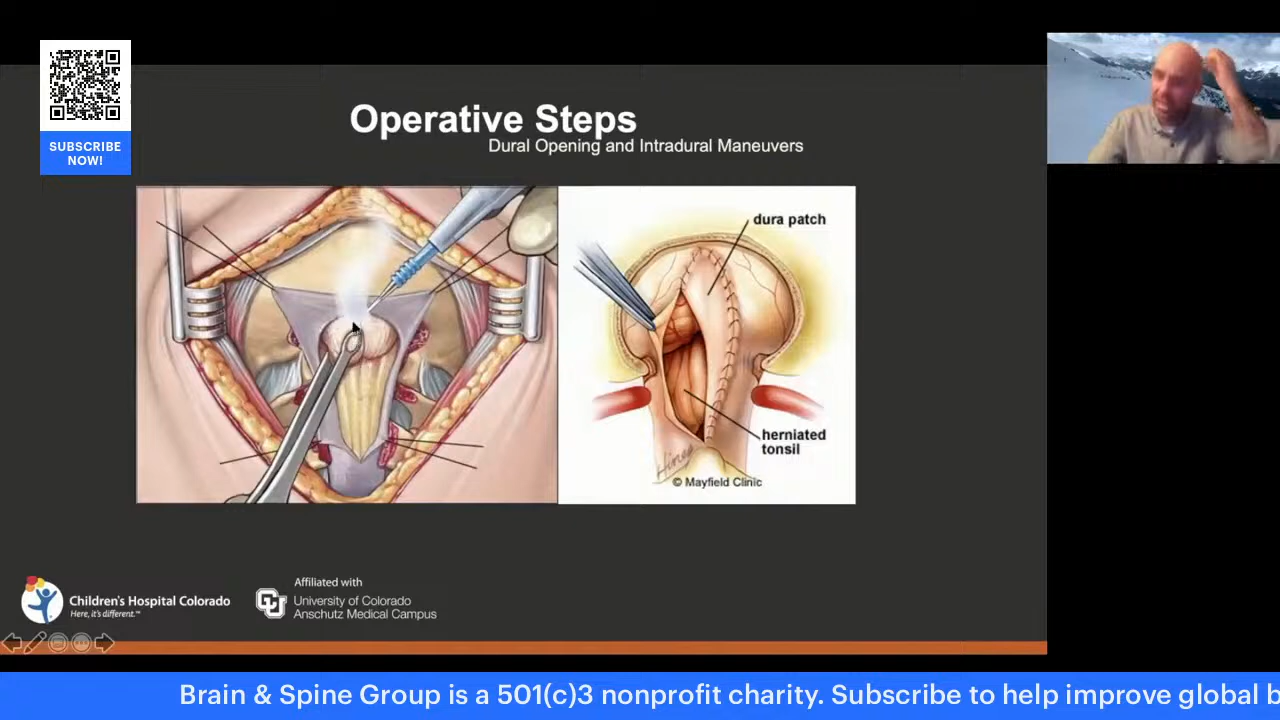 SUBSCRIBE
NOW!
Operative Steps
Dural Opening and Intradural Maneuvers
dura patch
herniated
tonsil
© Mayfield Clinic
Children's Hospital Colorado
Here, it's different.™
Affiliated with
University of Colorado
Anschutz Medical Campus
Brain & Spine Group is a 501(c)3 nonprofit charity. Subscribe to help improve global b